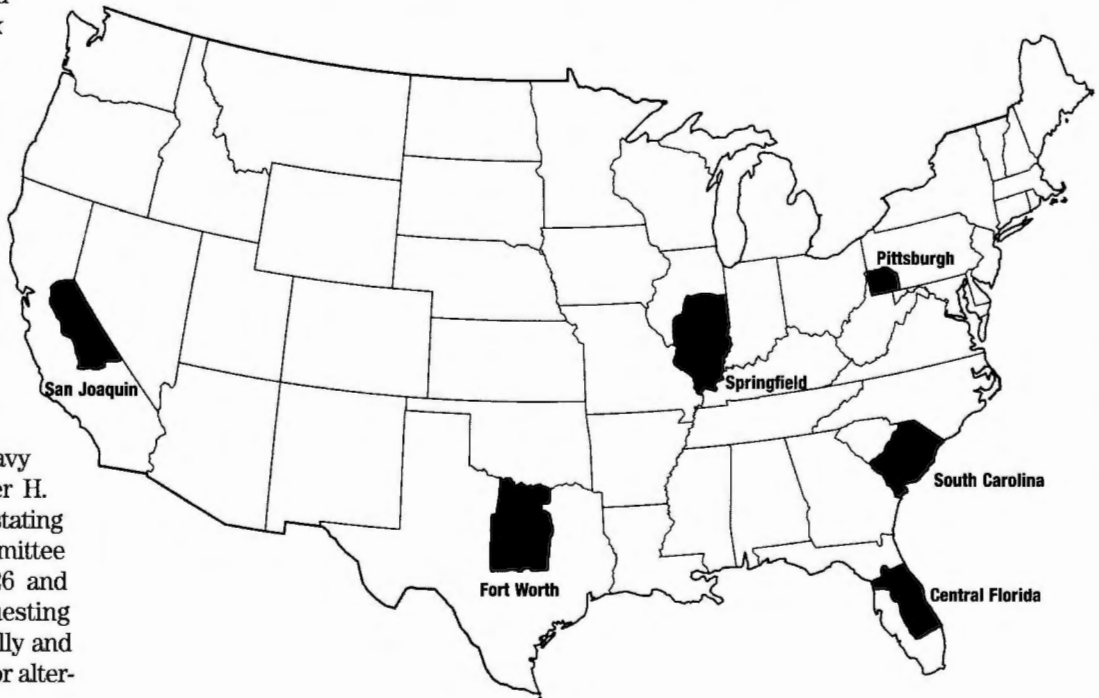 Pittsburgh
San Joaquin
Springfield
South Carolina
Fort Worth
Central Florida
er H.
stating
mittee
26 and
uesting
lly and
or alter-